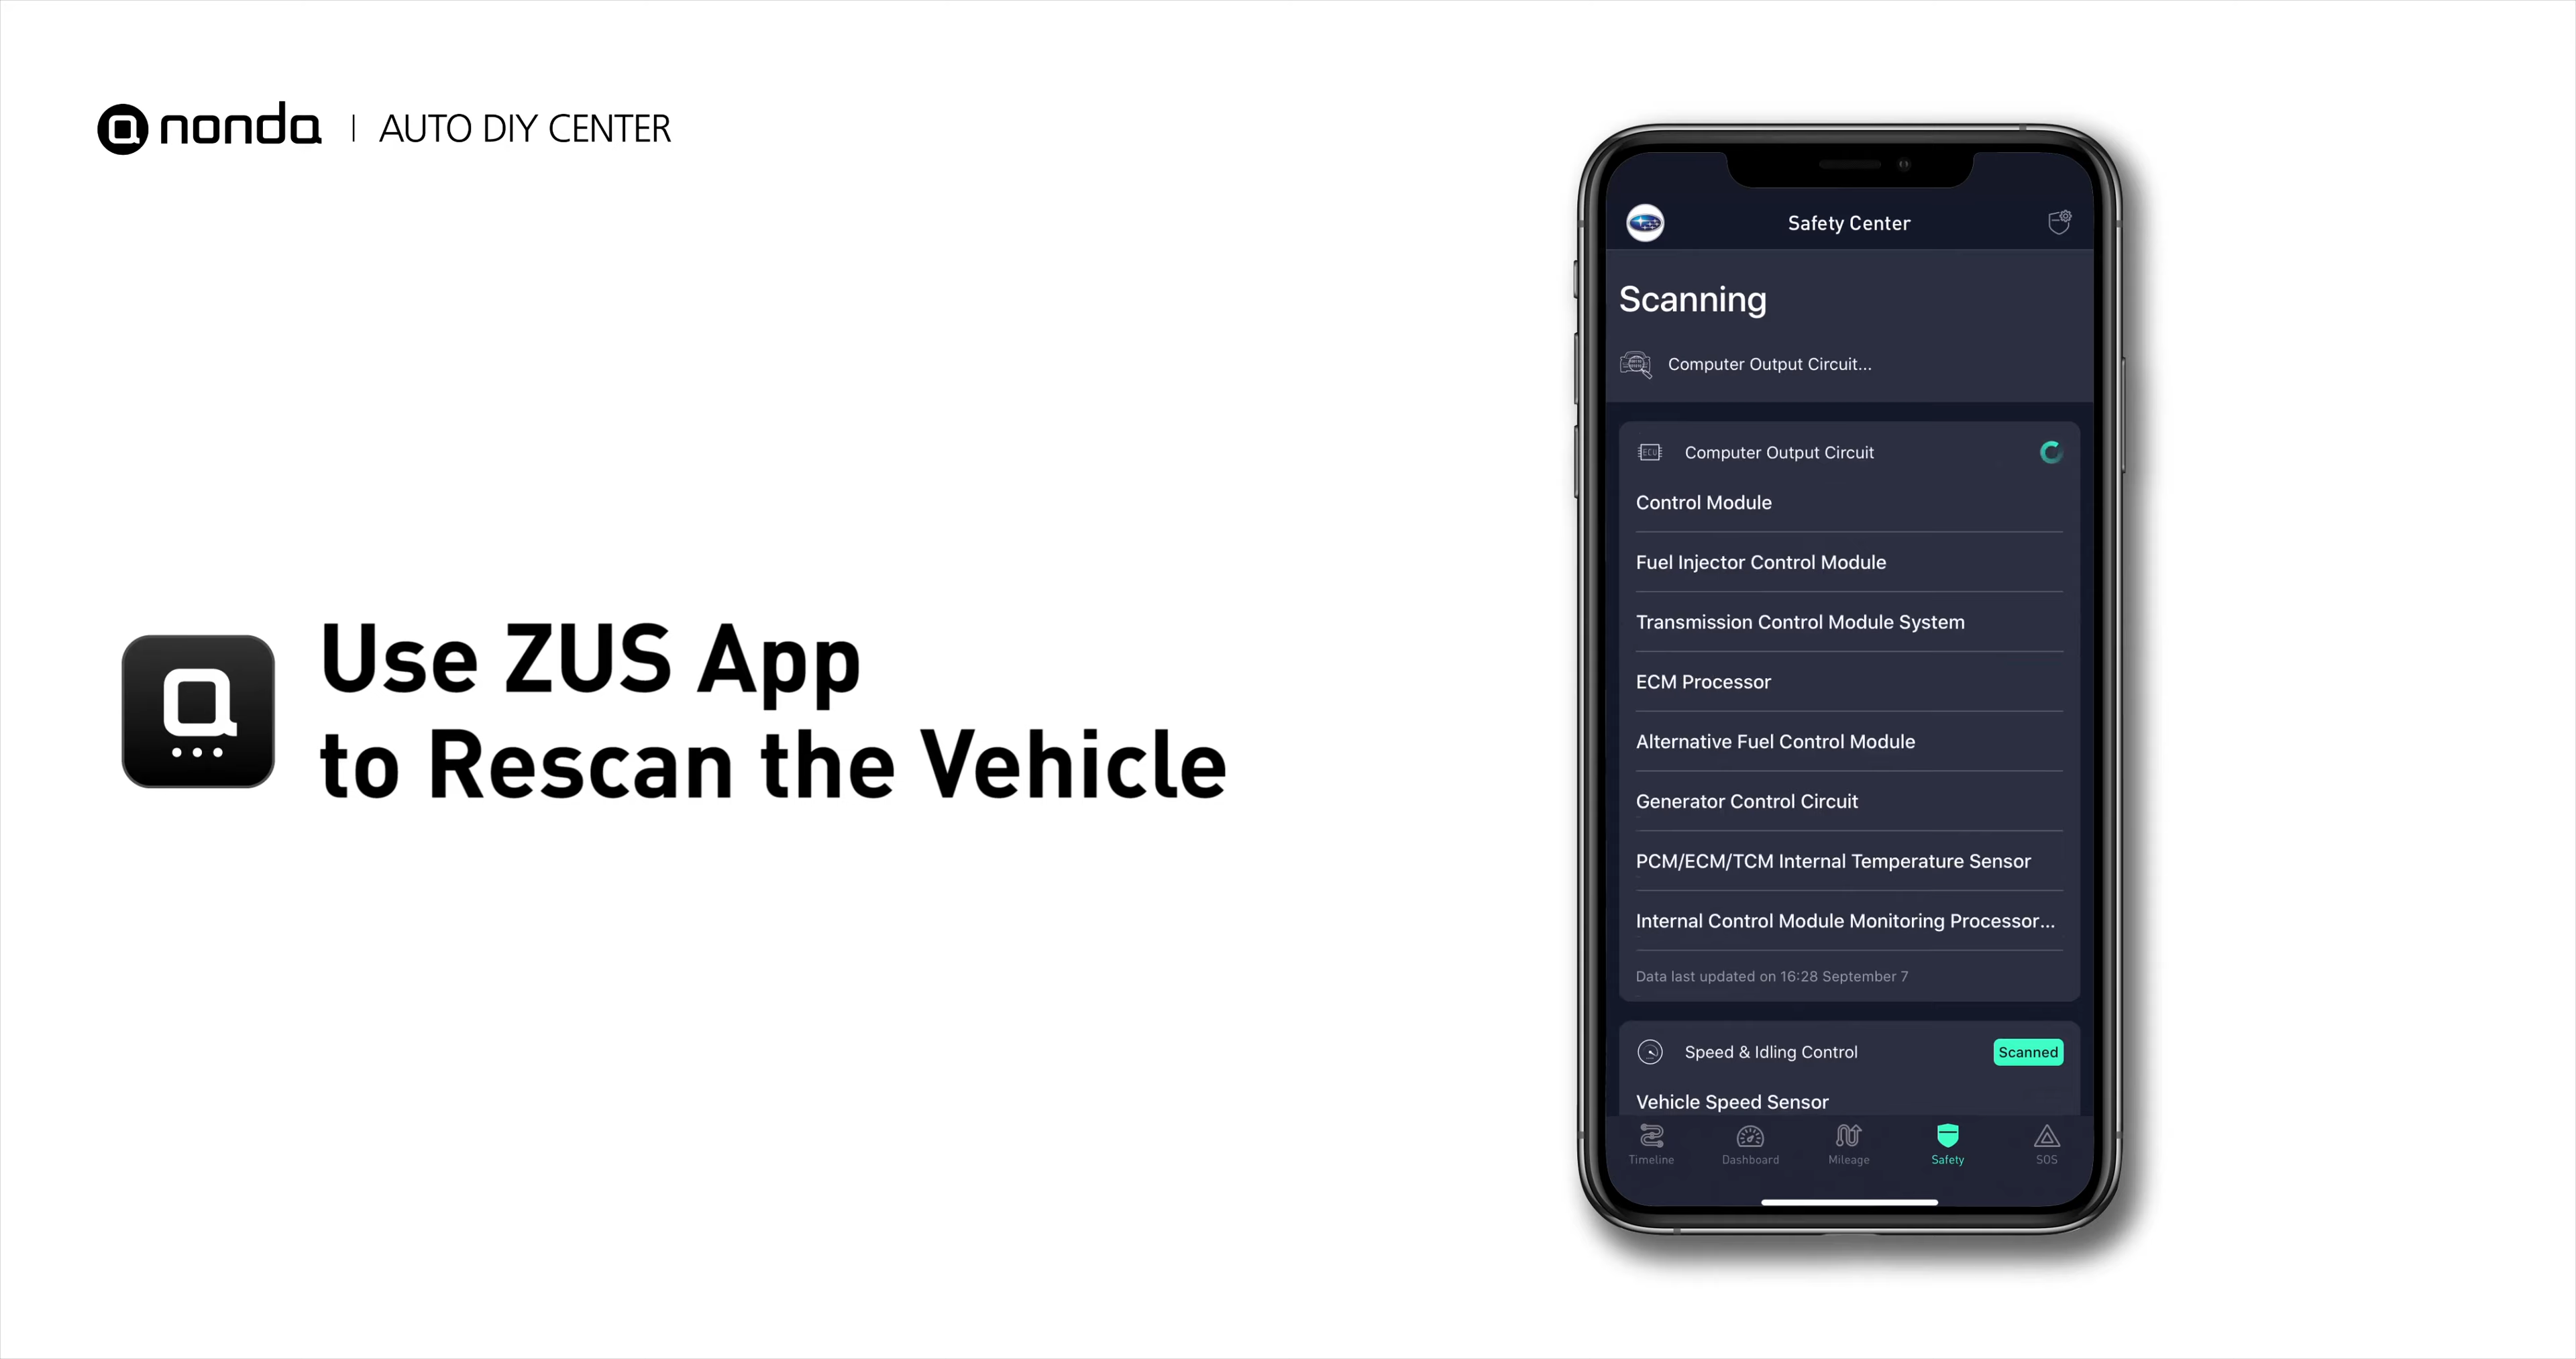 nonda | AUTO DIY CENTER
Use ZUS App
to Rescan the Vehicle
Safety Center
Scanning
Computer Output Circuit...
ECU
Computer Output Circuit
Control Module
Fuel Injector Control Module
Transmission Control Module System
ECM Processor
Alternative Fuel Control Module
Generator Control Circuit
PCM/ECM/TCM Internal Temperature Sensor
Internal Control Module Monitoring Processor...
Data last updated on 16:28 September 7
Speed & Idling Control
Scanned
Vehicle Speed Sensor
Timeline
Dashboard
Mileage
Safety
SOS